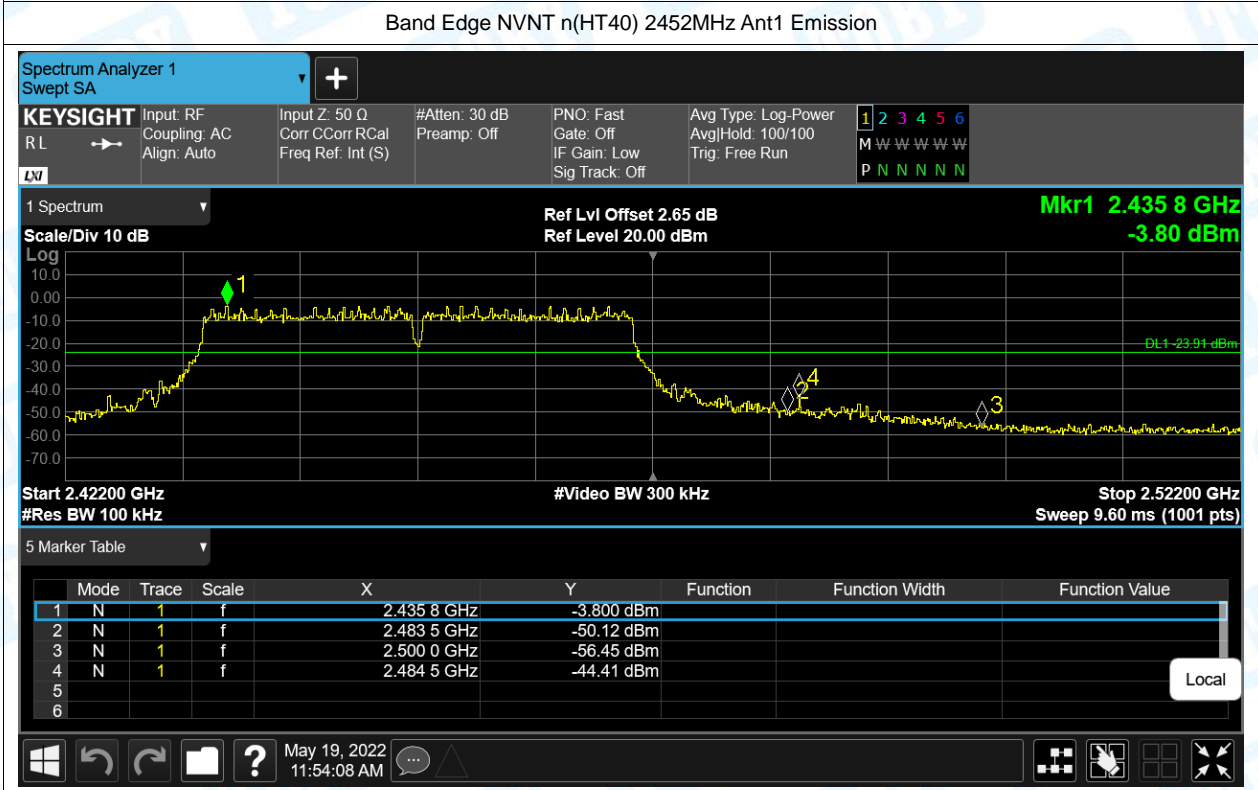 Band Edge NVNT n(HT40) 2452MHz Ant1 Emission
Spectrum Analyzer 1
Swept SA
KEYSIGHT Input: RF Input Z: 50 Ω #Atten: 30 dB PNO: Fast Avg Type: Log-Power 1 2 3 4 5 6
RL Coupling: AC Corr CCorr RCal Preamp: Off Gate: Off Avg|Hold: 100/100 M W W W W W
Align: Auto Freq Ref: Int (S) IF Gain: Low Trig: Free Run
LXI Sig Track: Off P N N N N N
1 Spectrum Ref Lvl Offset 2.65 dB Mkr1 2.435 8 GHz
Scale/Div 10 dB Ref Level 20.00 dBm -3.80 dBm
Log
10.0
1
0.00
-10.0
-20.0
DL1 -23.91 dBm
-30.0
-40.0
4
2
3
-50.0
-60.0
-70.0
Start 2.42200 GHz #Video BW 300 kHz Stop 2.52200 GHz
#Res BW 100 kHz Sweep 9.60 ms (1001 pts)
5 Marker Table
Mode Trace Scale X Y Function Function Width Function Value
1 N 1 f 2.435 8 GHz -3.800 dBm
2 N 1 f 2.483 5 GHz -50.12 dBm
3 N 1 f 2.500 0 GHz -56.45 dBm
4 N 1 f 2.484 5 GHz -44.41 dBm
5
6
Local
? May 19, 2022
11:54:08 AM